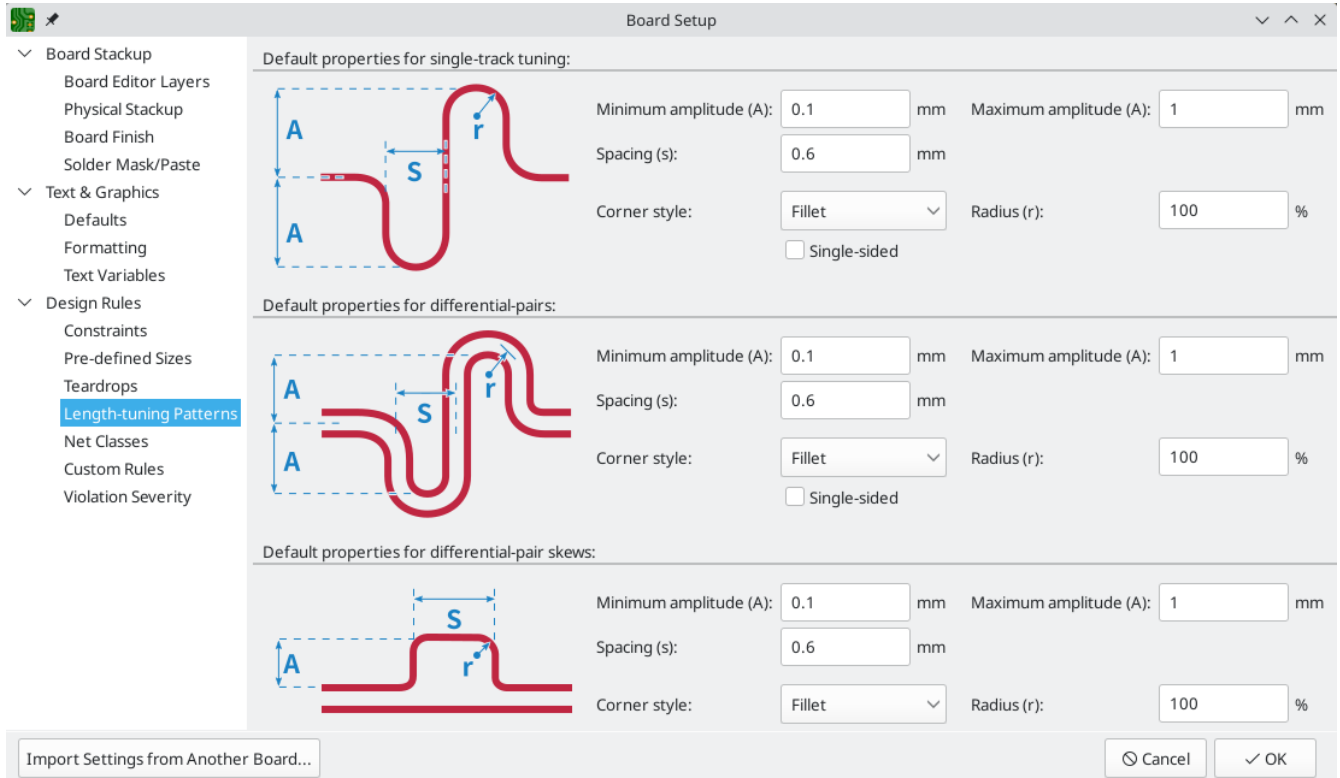 Board Setup
Board Stackup
Board Editor Layers
Physical Stackup
Board Finish
Solder Mask/Paste
Text & Graphics
Defaults
Formatting
Text Variables
Design Rules
Constraints
Pre-defined Sizes
Teardrops
Length-tuning Patterns
Net Classes
Custom Rules
Violation Severity
Default properties for single-track tuning:
A
A
S
r
Minimum amplitude (A): 0.1 mm Maximum amplitude (A): 1 mm
Spacing (s): 0.6 mm
Corner style: Fillet Radius (r): 100 %
Single-sided
Default properties for differential-pairs:
A
A
S
r
Minimum amplitude (A): 0.1 mm Maximum amplitude (A): 1 mm
Spacing (s): 0.6 mm
Corner style: Fillet Radius (r): 100 %
Single-sided
Default properties for differential-pair skews:
S
A
r
Minimum amplitude (A): 0.1 mm Maximum amplitude (A): 1 mm
Spacing (s): 0.6 mm
Corner style: Fillet Radius (r): 100 %
Import Settings from Another Board...
Cancel
OK